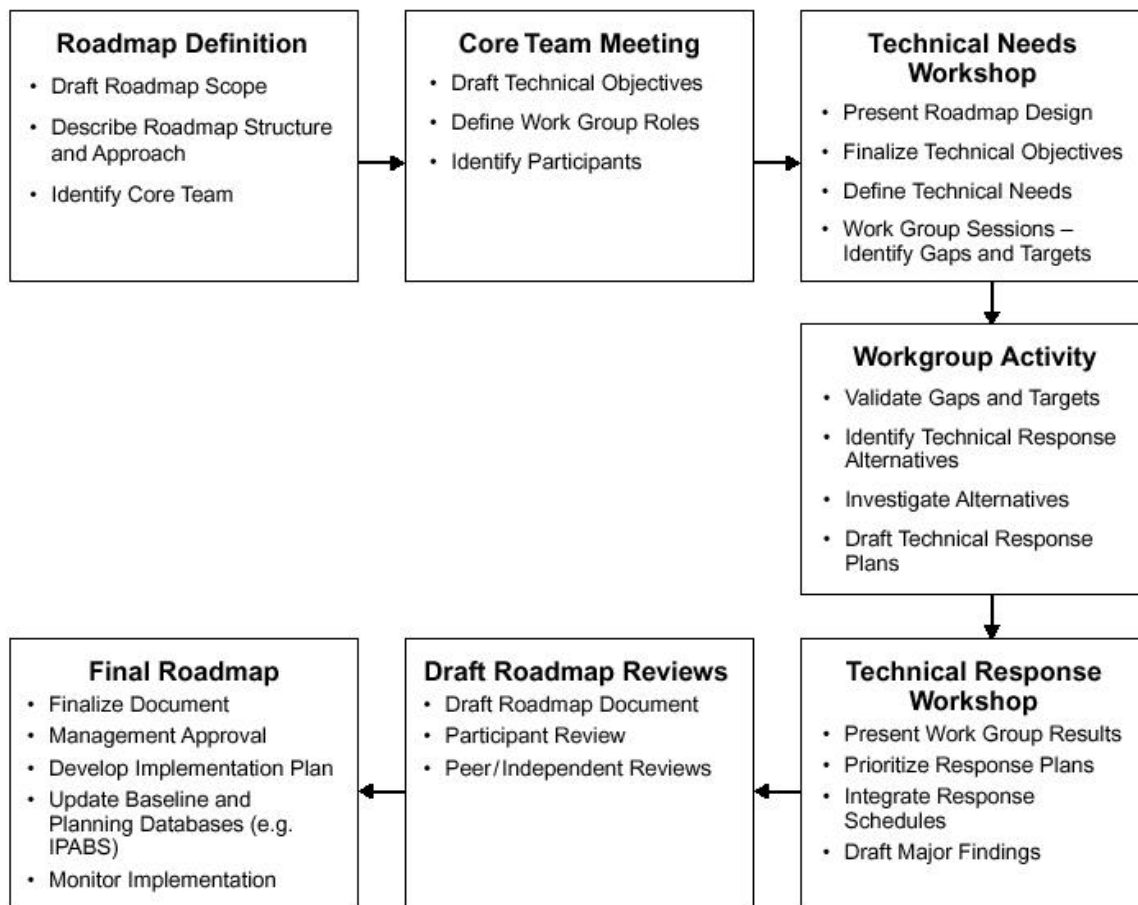 Roadmap Definition
• Draft Roadmap Scope
• Describe Roadmap Structure
and Approach
• Identify Core Team
Core Team Meeting
• Draft Technical Objectives
• Define Work Group Roles
• Identify Participants
Technical Needs
Workshop
• Present Roadmap Design
• Finalize Technical Objectives
• Define Technical Needs
• Work Group Sessions –
Identify Gaps and Targets
Workgroup Activity
• Validate Gaps and Targets
• Identify Technical Response
Alternatives
• Investigate Alternatives
• Draft Technical Response
Plans
Technical Response
Workshop
• Present Work Group Results
• Prioritize Response Plans
• Integrate Response
Schedules
• Draft Major Findings
Draft Roadmap Reviews
• Draft Roadmap Document
• Participant Review
• Peer/Independent Reviews
Final Roadmap
• Finalize Document
• Management Approval
• Develop Implementation Plan
• Update Baseline and
Planning Databases (e.g.
IPABS)
• Monitor Implementation